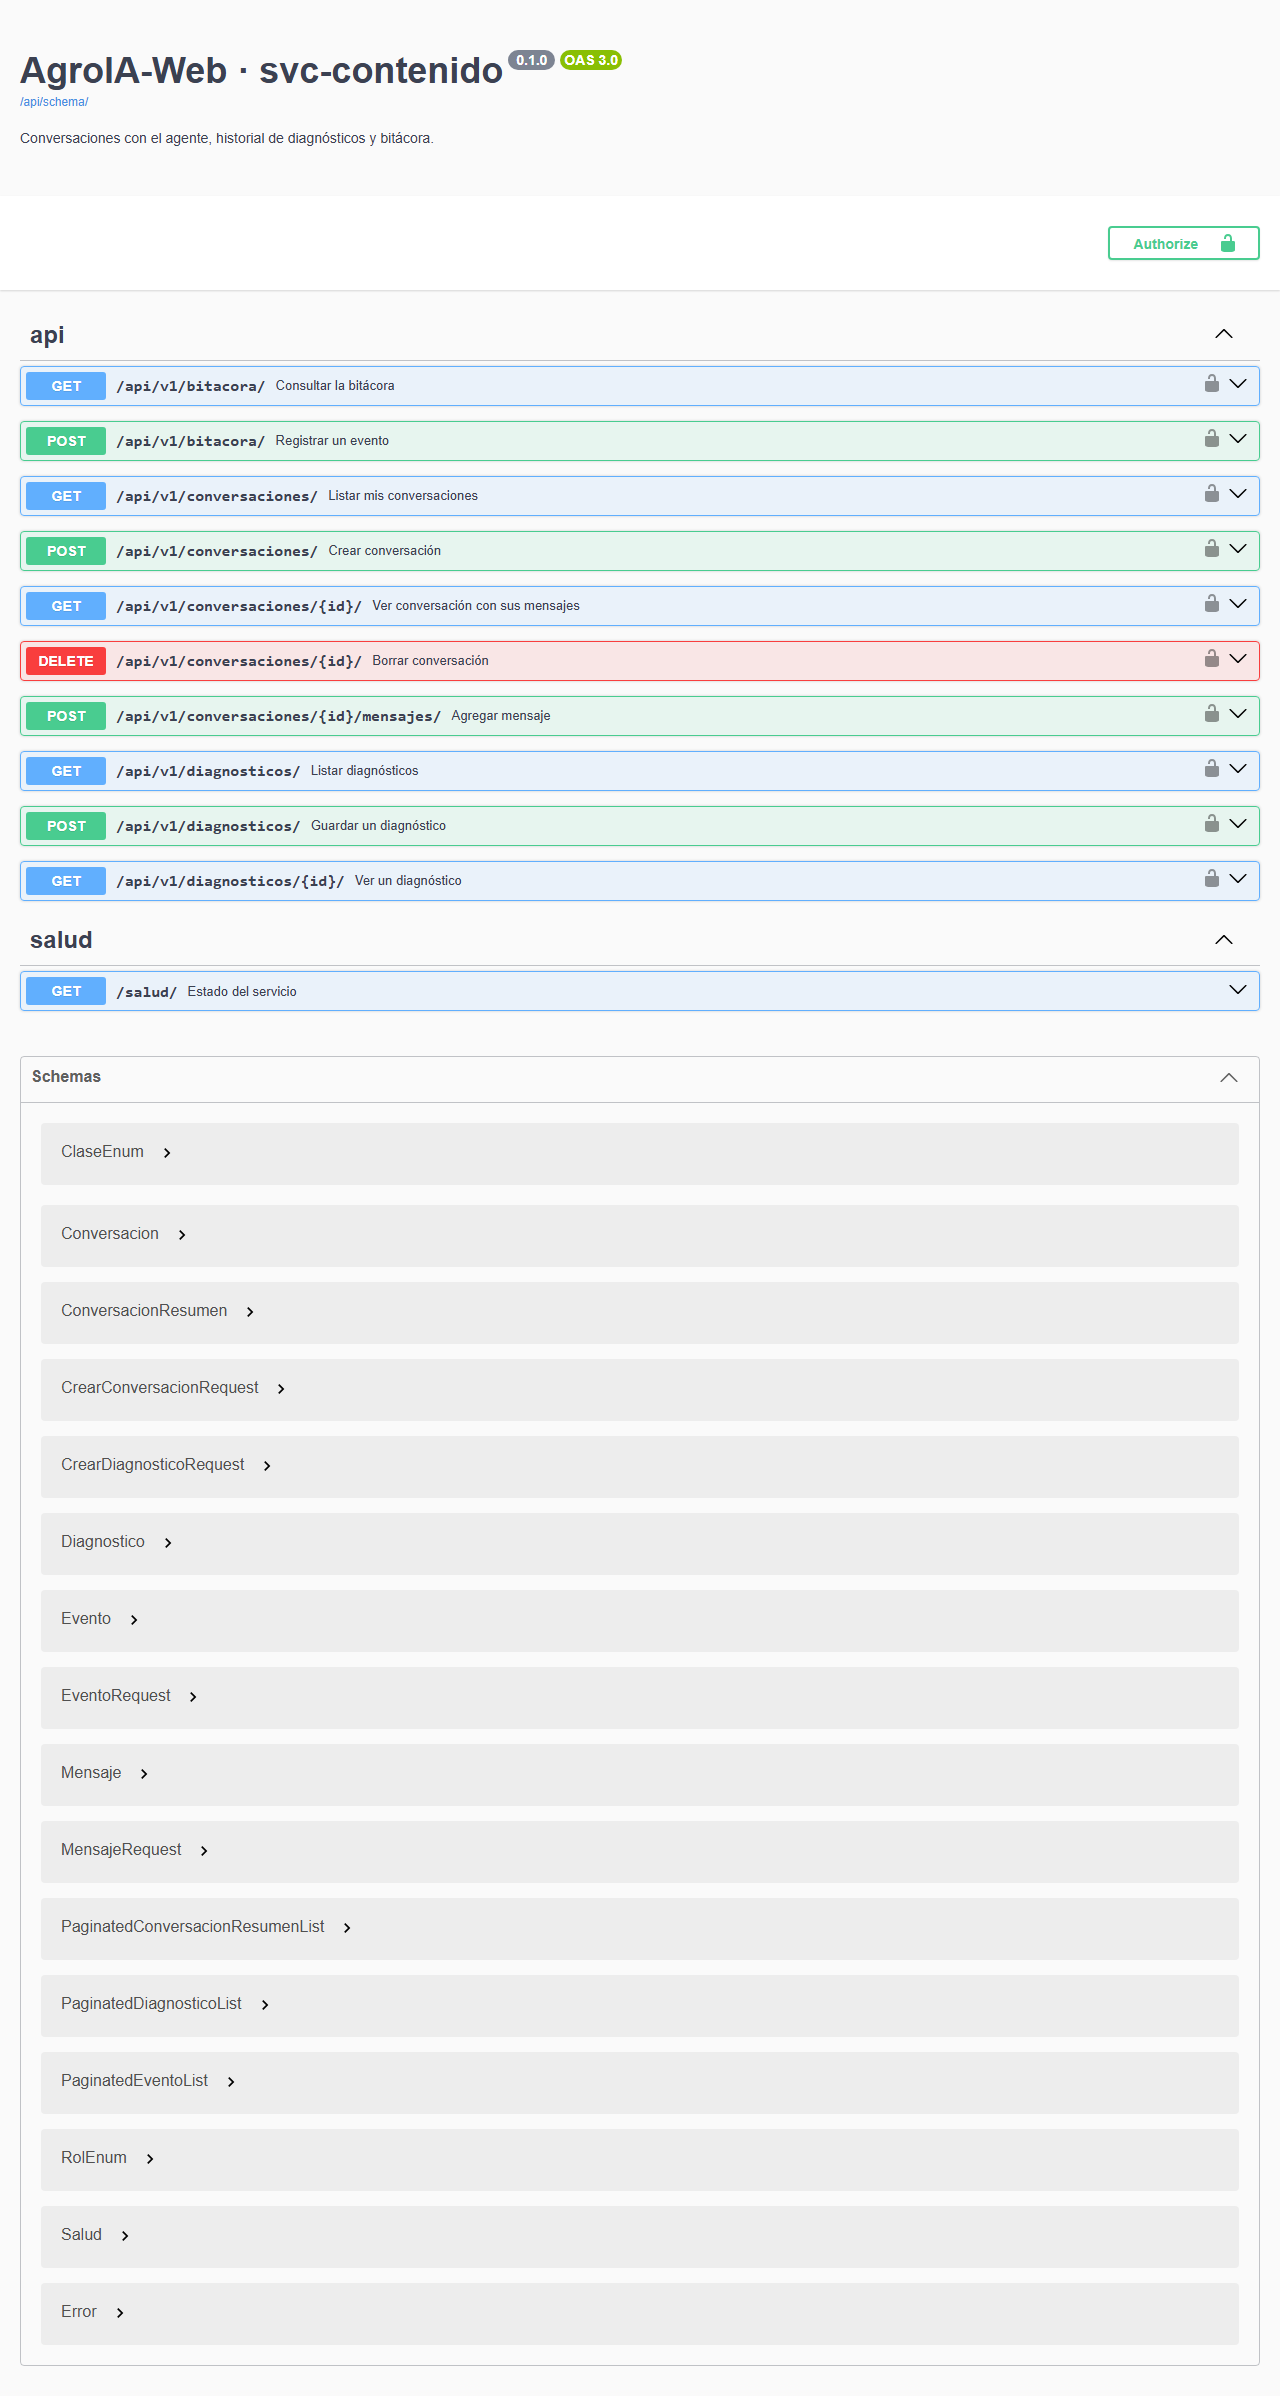 AgroIA-Web · svc-contenido 0.1.0 OAS 3.0
/api/schema/
Conversaciones con el agente, historial de diagnósticos y bitácora.
Authorize
api
GET /api/v1/bitacora/ Consultar la bitácora
POST /api/v1/bitacora/ Registrar un evento
GET /api/v1/conversaciones/ Listar mis conversaciones
POST /api/v1/conversaciones/ Crear conversación
GET /api/v1/conversaciones/{id}/ Ver conversación con sus mensajes
DELETE /api/v1/conversaciones/{id}/ Borrar conversación
POST /api/v1/conversaciones/{id}/mensajes/ Agregar mensaje
GET /api/v1/diagnosticos/ Listar diagnósticos
POST /api/v1/diagnosticos/ Guardar un diagnóstico
GET /api/v1/diagnosticos/{id}/ Ver un diagnóstico
salud
GET /salud/ Estado del servicio
Schemas
ClaseEnum
Conversacion
ConversacionResumen
CrearConversacionRequest
CrearDiagnosticoRequest
Diagnostico
Evento
EventoRequest
Mensaje
MensajeRequest
PaginatedConversacionResumenList
PaginatedDiagnosticoList
PaginatedEventoList
RolEnum
Salud
Error